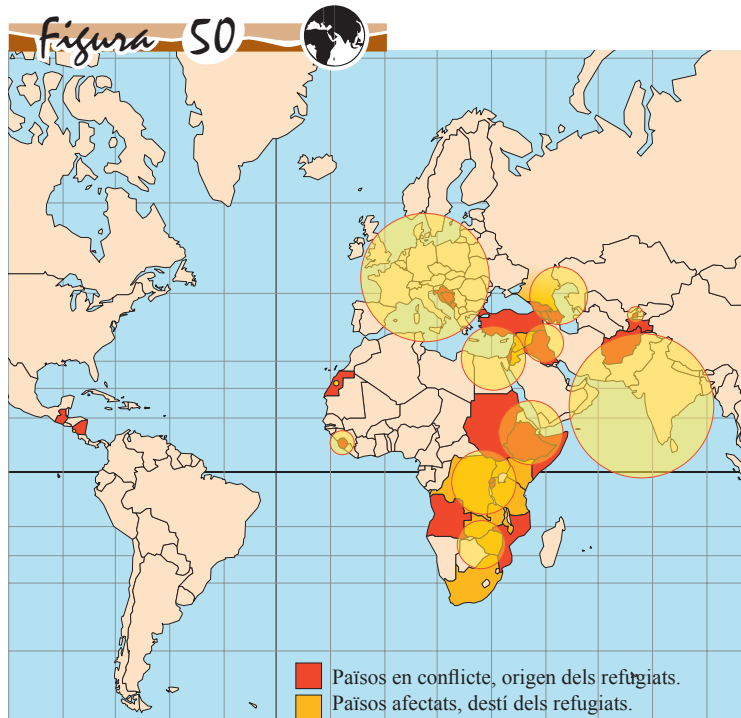 Figura 50
Països en conflicte, origen dels refugiats.
Països afectats, destí dels refugiats.